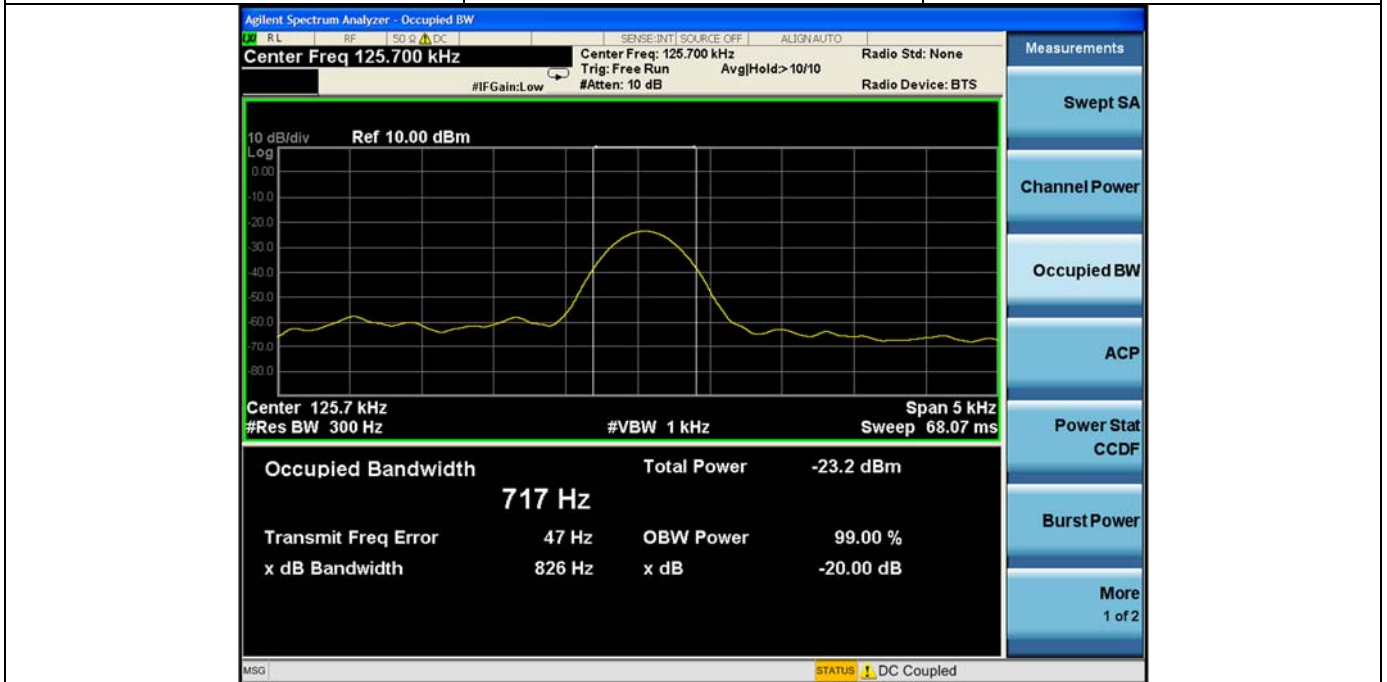 Agilent Spectrum Analyzer - Occupied BW
LXI RL RF 50 Ω DC SENSE:INT SOURCE OFF ALIGN AUTO
Center Freq 125.700 kHz
Center Freq: 125.700 kHz Radio Std: None
Trig: Free Run Avg|Hold:>10/10
#IFGain:Low #Atten: 10 dB Radio Device: BTS
10 dB/div Ref 10.00 dBm
Log
0.00
-10.0
-20.0
-30.0
-40.0
-50.0
-60.0
-70.0
-80.0
Center 125.7 kHz Span 5 kHz
#Res BW 300 Hz #VBW 1 kHz Sweep 68.07 ms
Occupied Bandwidth Total Power -23.2 dBm
717 Hz
Transmit Freq Error 47 Hz OBW Power 99.00 %
x dB Bandwidth 826 Hz x dB -20.00 dB
MSG STATUS DC Coupled
Measurements
Swept SA
Channel Power
Occupied BW
ACP
Power Stat
CCDF
Burst Power
More
1 of 2